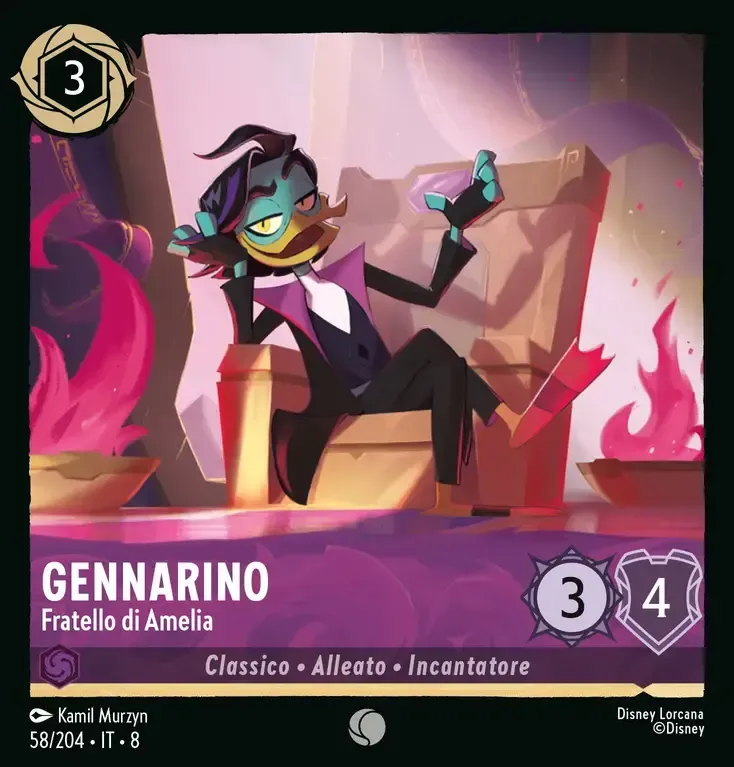 3
GENNARINO
Fratello di Amelia
3
4
Classico • Alleato • Incantatore
Kamil Murzyn
58/204 • IT • 8
Disney Lorcana
©Disney